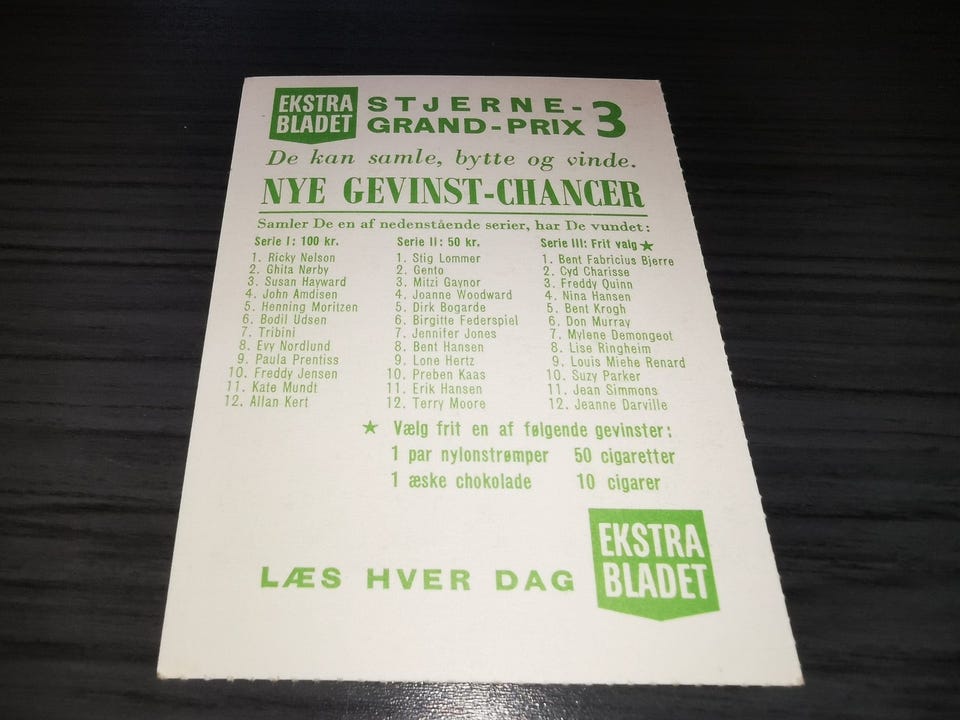 EKSTRA BLADET
STJERNE-
GRAND-PRIX 3
De kan samle, bytte og vinde.
NYE GEVINST-CHANCER
Samler De en af nedenstående serier, har De vundet:
Serie I: 100 kr.
1. Ricky Nelson
2. Ghita Nørby
3. Susan Hayward
4. John Amdisen
5. Henning Moritzen
6. Bodil Udsen
7. Tribini
8. Evy Nordlund
9. Paula Prentiss
10. Freddy Jensen
11. Kate Mundt
12. Allan Kert
Serie II: 50 kr.
1. Stig Lommer
2. Gento
3. Mitzi Gaynor
4. Joanne Woodward
5. Dirk Bogarde
6. Birgitte Federspiel
7. Jennifer Jones
8. Bent Hansen
9. Lone Hertz
10. Preben Kaas
11. Erik Hansen
12. Terry Moore
Serie III: Frit valg ★
1. Bent Fabricius Bjerre
2. Cyd Charisse
3. Freddy Quinn
4. Nina Hansen
5. Bent Krogh
6. Don Murray
7. Mylene Demongeot
8. Lise Ringheim
9. Louis Miehe Renard
10. Suzy Parker
11. Jean Simmons
12. Jeanne Darville
★ Vælg frit en af følgende gevinster:
1 par nylonstrømper 50 cigaretter
1 æske chokolade 10 cigarer
LÆS HVER DAG
EKSTRA BLADET